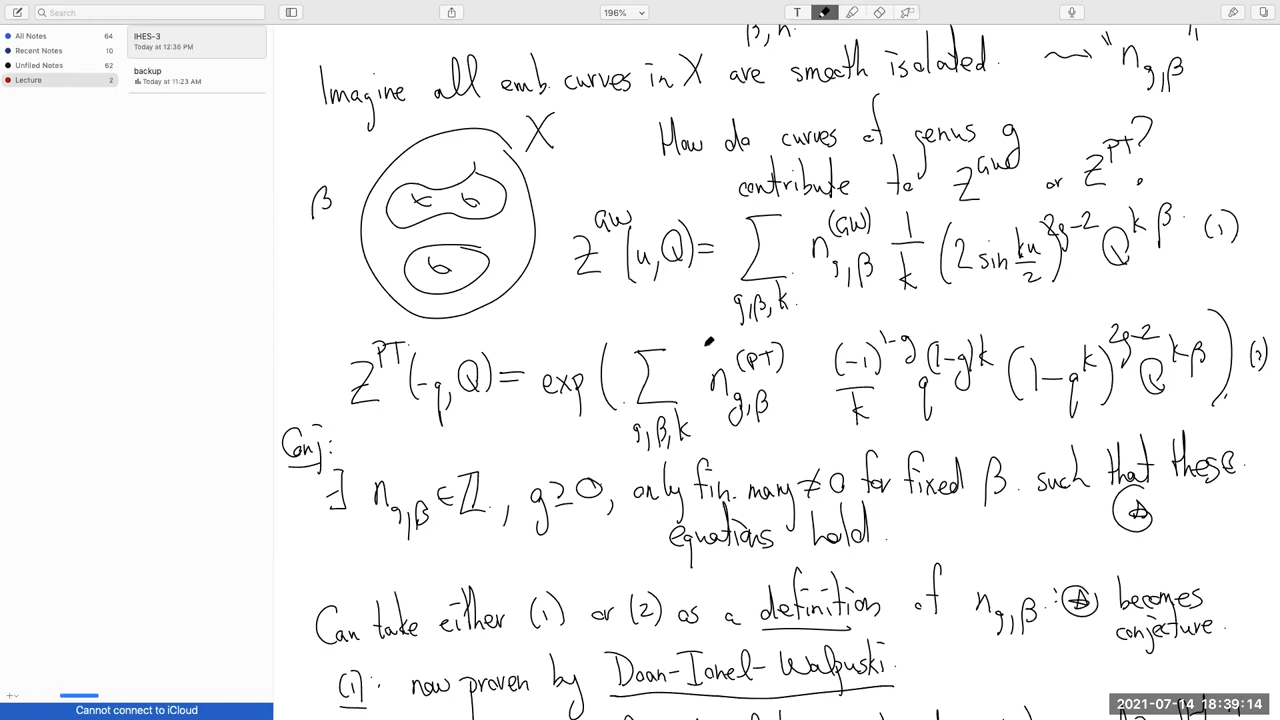 Search
196%
T
All Notes 64
Recent Notes 10
Unfiled Notes 62
Lecture 2
IHES-3
Today at 12:36 PM
backup
Today at 11:23 AM
β, n.
Imagine all emb. curves in X are smooth isolated. ⇝ "n_{g,β}"
X
β
How do curves of genus g
contribute to Z^{GW} or Z^{PT}?
Z^{GW}(u,Q) = ∑_{g,β,k} n_{g,β}^{(GW)} 1/k (2 sin ku/2)^{2g-2} Q^{kβ}. (1)
Z^{PT}(-q,Q) = exp(∑_{g,β,k} n_{g,β}^{(PT)} (-1)^{1-g}/k q^{(1-g)k} (1-q^k)^{2g-2} Q^{k·β}). (2)
Conj:
∃ n_{g,β} ∈ ℤ, g ≥ 0, only fin. many ≠ 0 for fixed β. such that these
equations hold.
Can take either (1) or (2) as a definition of n_{g,β}: ☆ becomes
conjecture.
(1): now proven by Doan-Ionel-Walpuski.
Cannot connect to iCloud
2021-07-14 18:39:14